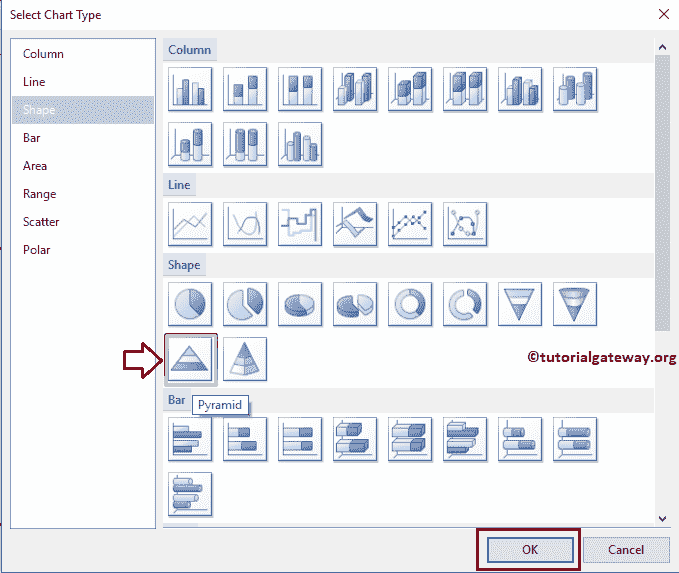 Select Chart Type
Column
Line
Shape
Bar
Area
Range
Scatter
Polar
Column
Line
Shape
©tutorialgateway.org
Bar
Pyramid
OK
Cancel